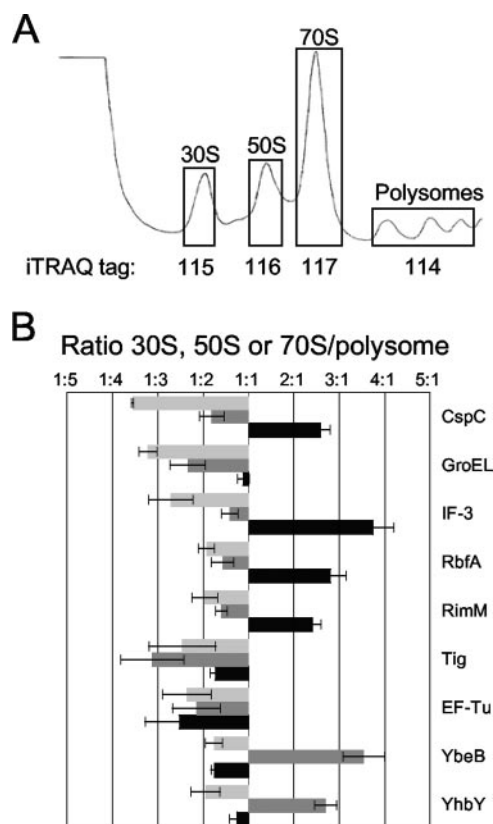 A
70S
30S
50S
Polysomes
iTRAQ tag: 115 116 117 114
B
Ratio 30S, 50S or 70S/polysome
1:5 1:4 1:3 1:2 1:1 2:1 3:1 4:1 5:1
CspC
GroEL
IF-3
RbfA
RimM
Tig
EF-Tu
YbeB
YhbY